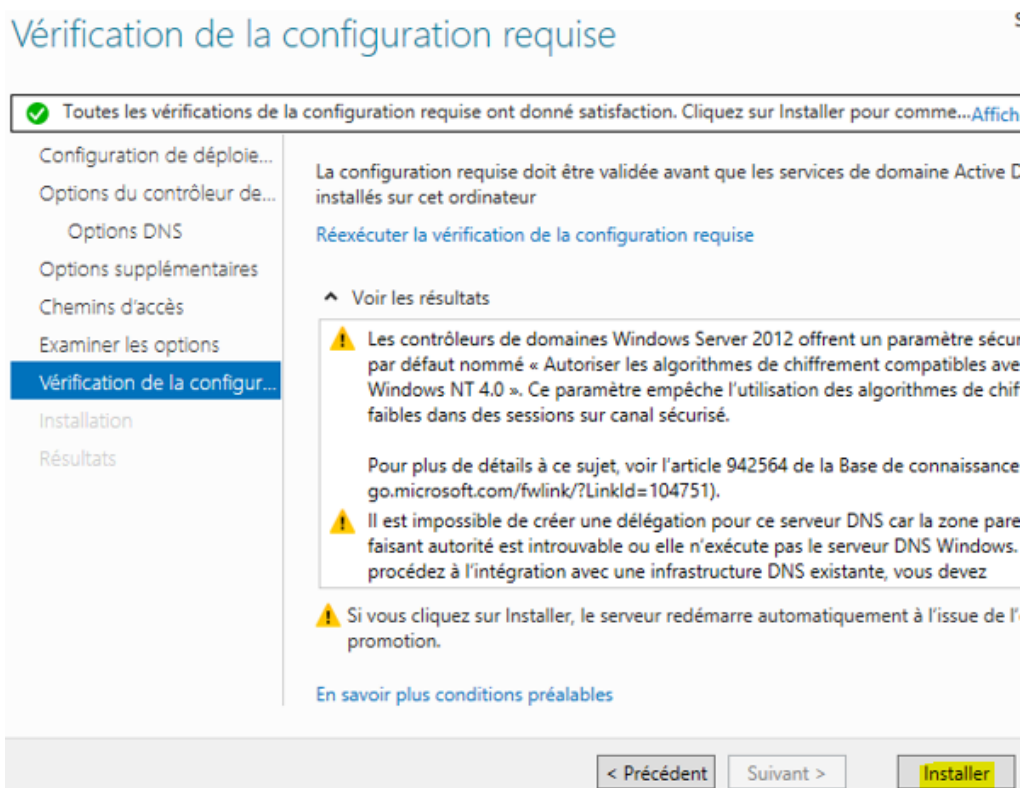 Vérification de la configuration requise
Toutes les vérifications de la configuration requise ont donné satisfaction. Cliquez sur Installer pour comme...Affich
Configuration de déploie...
Options du contrôleur de...
Options DNS
Options supplémentaires
Chemins d'accès
Examiner les options
Vérification de la configur...
Installation
Résultats
La configuration requise doit être validée avant que les services de domaine Active D
installés sur cet ordinateur
Réexécuter la vérification de la configuration requise
Voir les résultats
Les contrôleurs de domaines Windows Server 2012 offrent un paramètre sécur
par défaut nommé « Autoriser les algorithmes de chiffrement compatibles ave
Windows NT 4.0 ». Ce paramètre empêche l'utilisation des algorithmes de chif
faibles dans des sessions sur canal sécurisé.
Pour plus de détails à ce sujet, voir l'article 942564 de la Base de connaissance
go.microsoft.com/fwlink/?LinkId=104751).
Il est impossible de créer une délégation pour ce serveur DNS car la zone pare
faisant autorité est introuvable ou elle n'exécute pas le serveur DNS Windows.
procédez à l'intégration avec une infrastructure DNS existante, vous devez
Si vous cliquez sur Installer, le serveur redémarre automatiquement à l'issue de l'
promotion.
En savoir plus conditions préalables
< Précédent
Suivant >
Installer